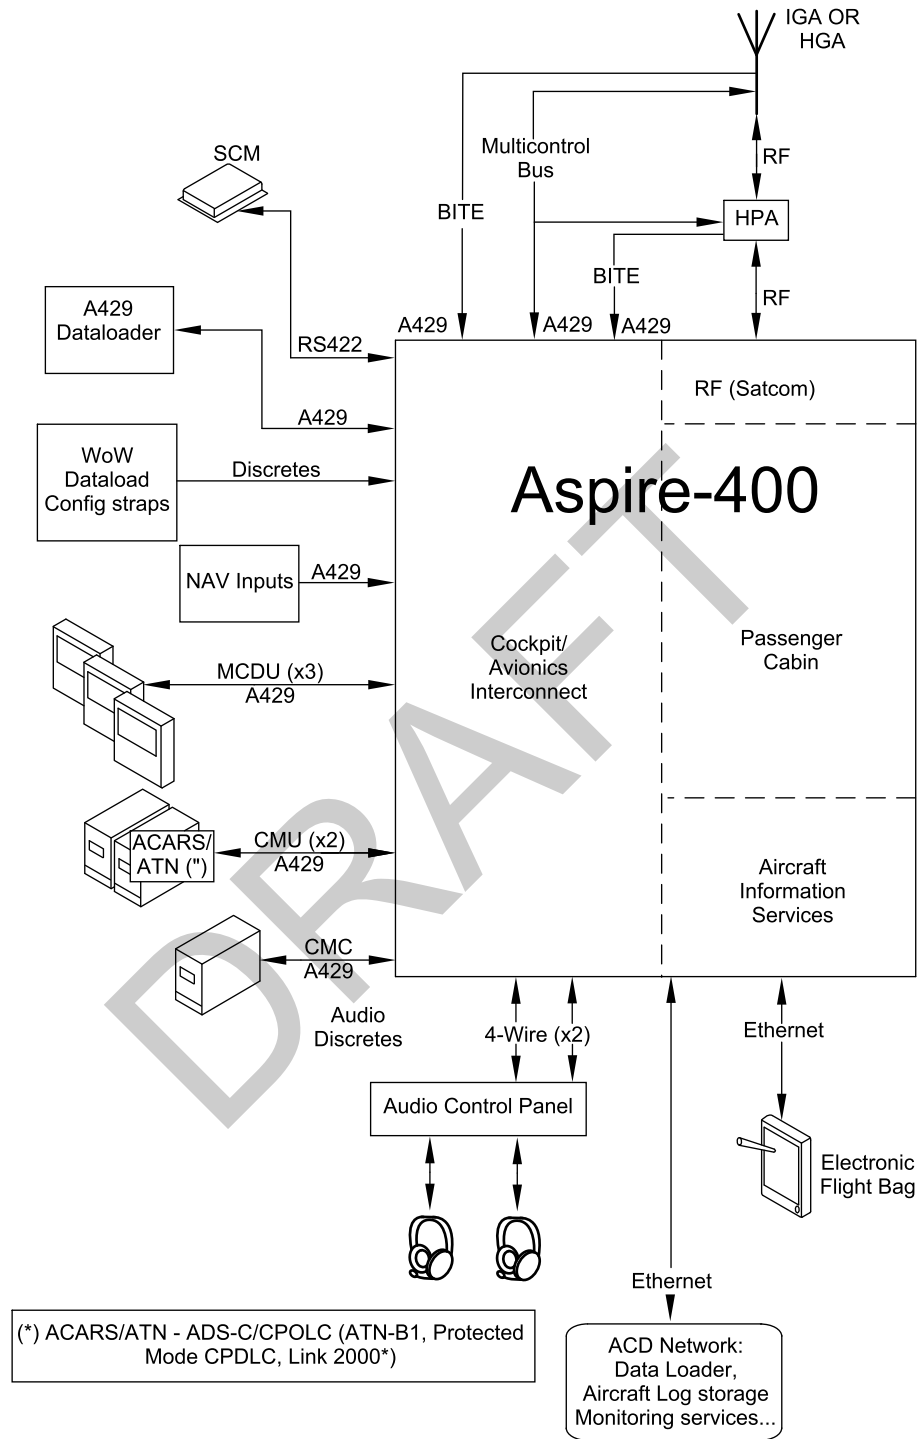 IGA OR
HGA
Multicontrol
Bus
RF
SCM
BITE
HPA
BITE
RF
A429
Dataloader
A429
A429
A429
RS422
RF (Satcom)
A429
WoW
Dataload
Config straps
Discretes
Aspire-400
NAV Inputs
A429
Cockpit/
Avionics
Interconnect
Passenger
Cabin
MCDU (x3)
A429
DRAFT
ACARS/
ATN (")
CMU (x2)
A429
Aircraft
Information
Services
CMC
A429
Audio
Discretes
4-Wire (x2)
Ethernet
Audio Control Panel
Electronic
Flight Bag
Ethernet
(*) ACARS/ATN - ADS-C/CPOLC (ATN-B1, Protected
Mode CPDLC, Link 2000*)
ACD Network:
Data Loader,
Aircraft Log storage
Monitoring services...